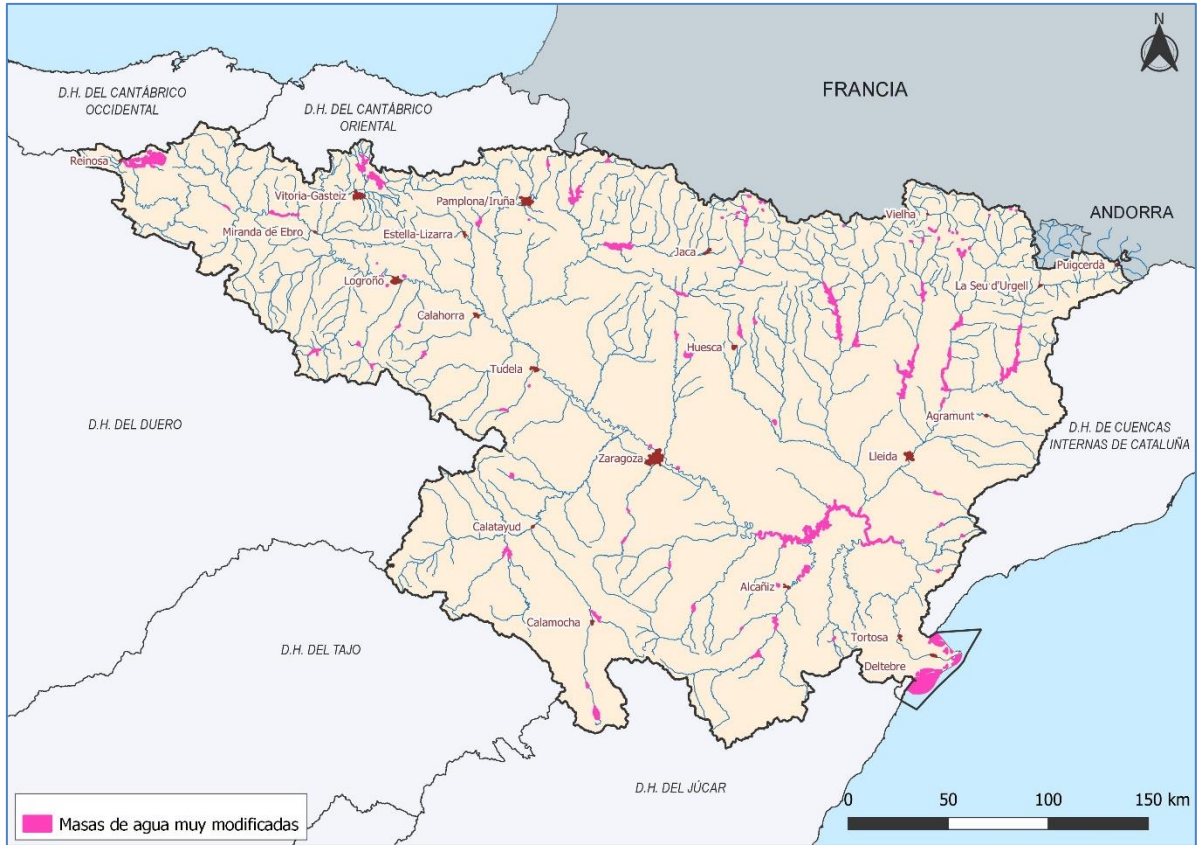 N
FRANCIA
D.H. DEL CANTÁBRICO
OCCIDENTAL
D.H. DEL CANTÁBRICO
ORIENTAL
Reinosa
Vitoria-Gasteiz
Pamplona/Iruña
Vielha
ANDORRA
Miranda de Ebro
Estella-Lizarra
Jaca
Puigcerdà
Logroño
La Seu d'Urgell
Calahorra
Huesca
Tudela
Agramunt
D.H. DEL DUERO
D.H. DE CUENCAS
INTERNAS DE CATALUÑA
Zaragoza
Lleida
Calatayud
Alcañiz
Calamocha
Tortosa
D.H. DEL TAJO
Deltebre
D.H. DEL JÚCAR
0 50 100 150 km
Masas de agua muy modificadas